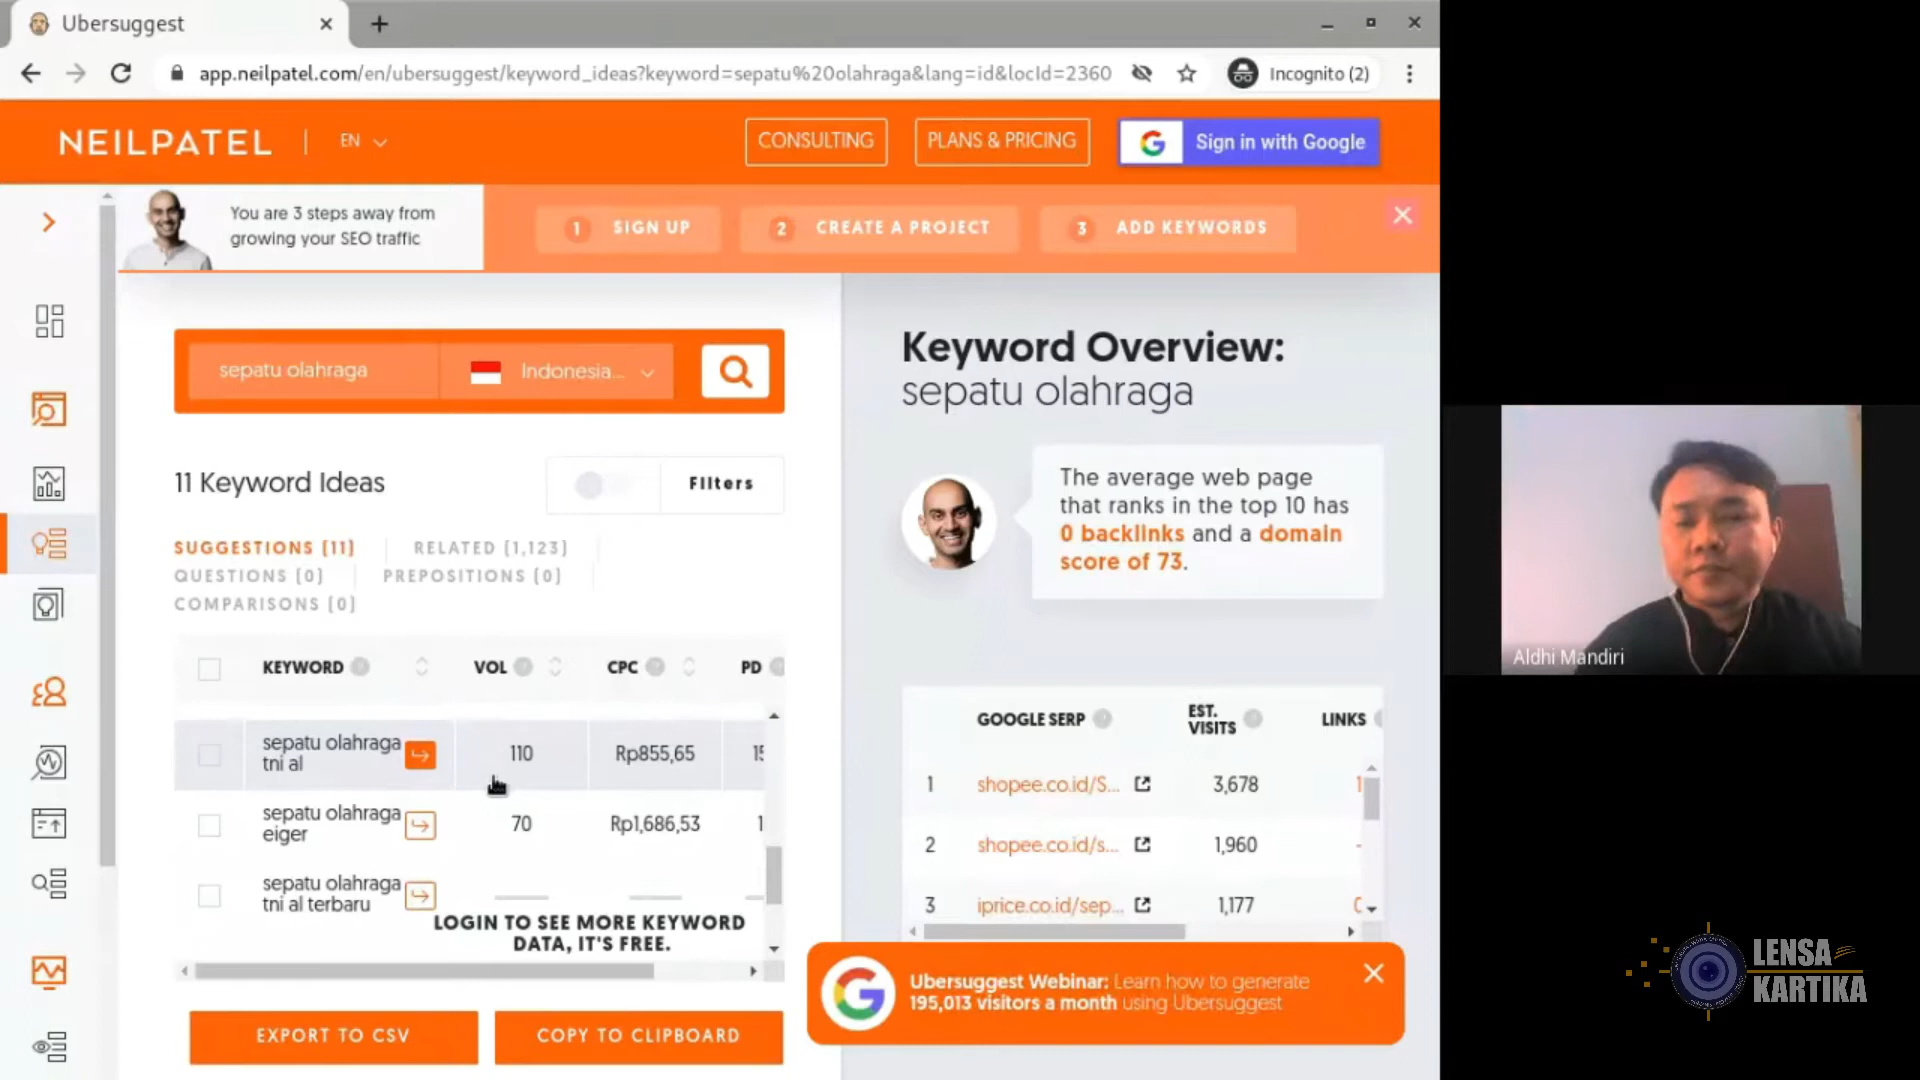 Ubersuggest
app.neilpatel.com/en/ubersuggest/keyword_ideas?keyword=sepatu%20olahraga&lang=id&locId=2360
Incognito (2)
NEILPATEL
EN
CONSULTING
PLANS & PRICING
Sign in with Google
You are 3 steps away from
growing your SEO traffic
1 SIGN UP
2 CREATE A PROJECT
3 ADD KEYWORDS
sepatu olahraga
Indonesia...
11 Keyword Ideas
Filters
SUGGESTIONS (11)
RELATED (1,123)
QUESTIONS (0)
PREPOSITIONS (0)
COMPARISONS (0)
KEYWORD VOL CPC PD
sepatu olahraga
tni al
110 Rp855,65 15
sepatu olahraga
eiger
70 Rp1,686,53 1
sepatu olahraga
tni al terbaru
LOGIN TO SEE MORE KEYWORD
DATA, IT'S FREE.
EXPORT TO CSV
COPY TO CLIPBOARD
Keyword Overview:
sepatu olahraga
The average web page
that ranks in the top 10 has
0 backlinks and a domain
score of 73.
GOOGLE SERP
EST.
VISITS
LINKS
1 shopee.co.id/S... 3,678 1
2 shopee.co.id/s... 1,960 -
3 iprice.co.id/sep... 1,177
Ubersuggest Webinar: Learn how to generate
195,013 visitors a month using Ubersuggest
Aldhi Mandiri
LENSA
KARTIKA